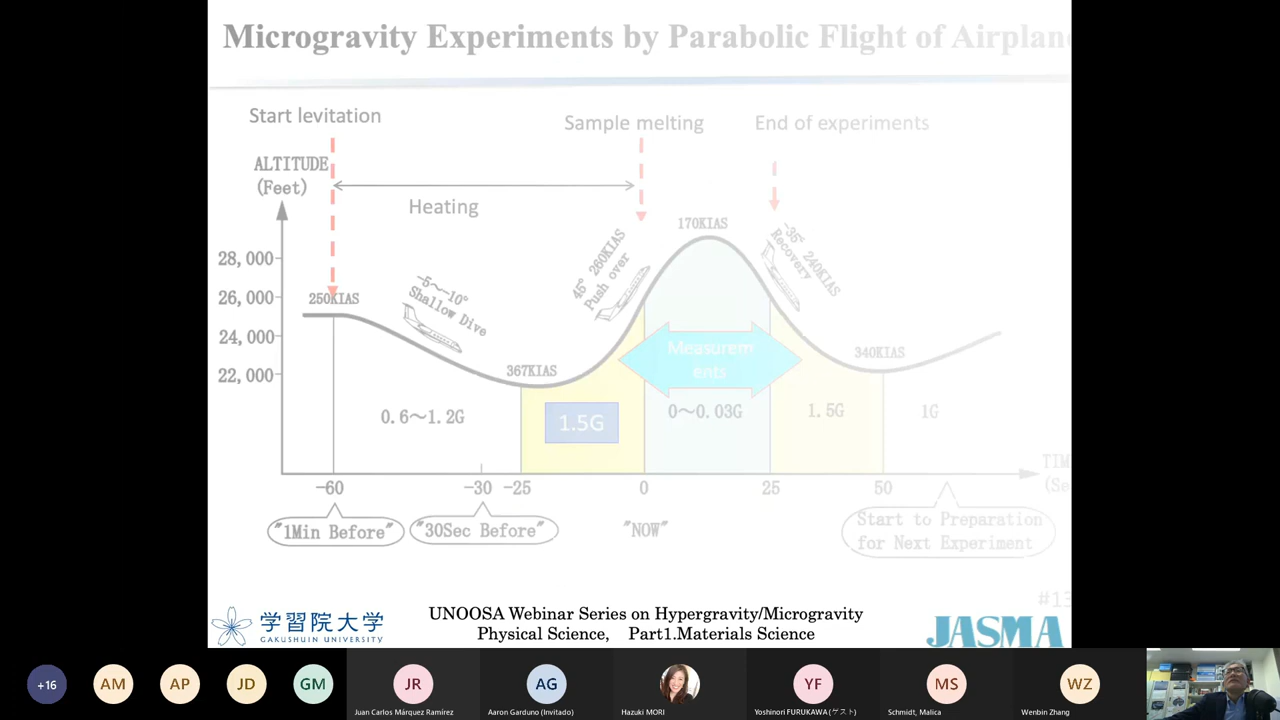 Microgravity Experiments by Parabolic Flight of Airplan
Start levitation
Sample melting
End of experiments
ALTITUDE
(Feet)
Heating
170KIAS
28,000
26,000
24,000
22,000
250KIAS
-5~-10°
Shallow Dive
45° 260KIAS
Push over
-35° 240KIAS
Recovery
367KIAS
340KIAS
Measurem
ents
0.6~1.2G
1.5G
0~0.03G
1.5G
1G
TIM
(Se
-60
-30
-25
0
25
50
"1Min Before"
"30Sec Before"
"NOW"
Start to Preparation
for Next Experiment
#13
学習院大学
GAKUSHUIN UNIVERSITY
UNOOSA Webinar Series on Hypergravity/Microgravity
Physical Science, Part1.Materials Science
JASMA
+16
AM
AP
JD
GM
JR
Juan Carlos Márquez Ramírez
AG
Aaron Garduno (Invitado)
Hazuki MORI
YF
Yoshinori FURUKAWA (ゲスト)
MS
Schmidt, Malica
WZ
Wenbin Zhang